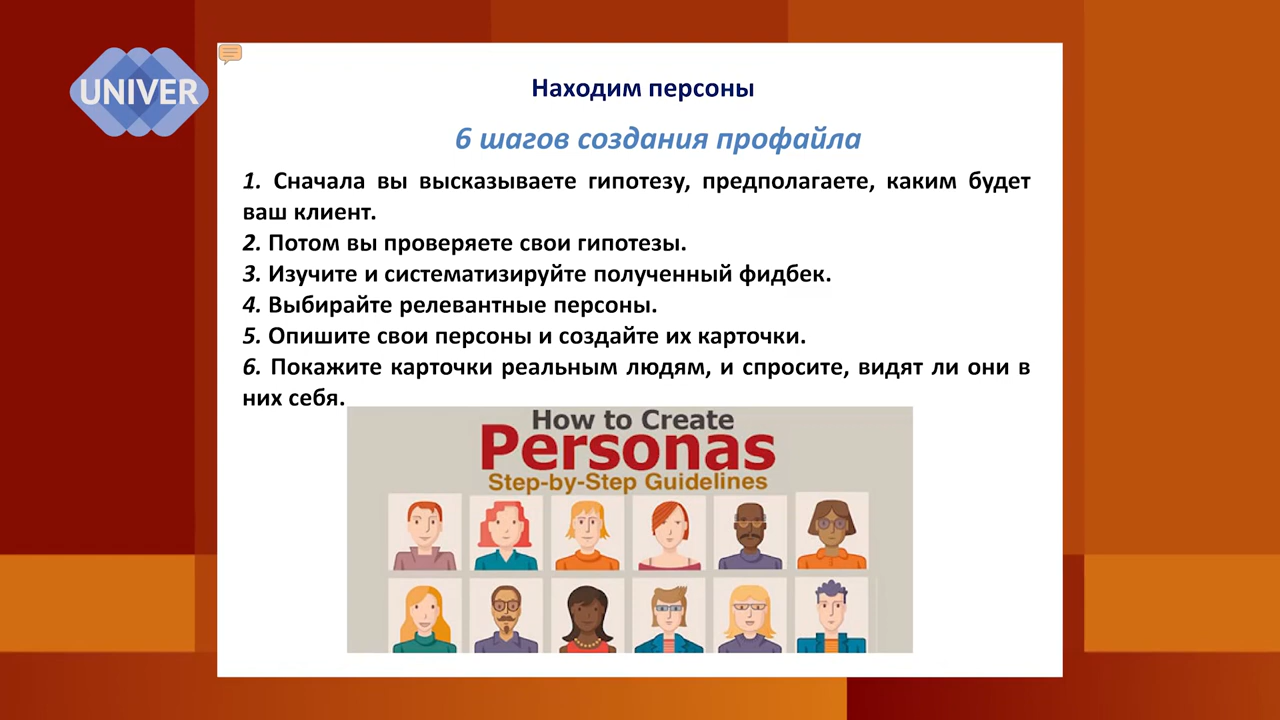 UNIVER
Находим персоны
6 шагов создания профайла
1. Сначала вы высказываете гипотезу, предполагаете, каким будет
ваш клиент.
2. Потом вы проверяете свои гипотезы.
3. Изучите и систематизируйте полученный фидбек.
4. Выбирайте релевантные персоны.
5. Опишите свои персоны и создайте их карточки.
6. Покажите карточки реальным людям, и спросите, видят ли они в
них себя.
How to Create
Personas
Step-by-Step Guidelines